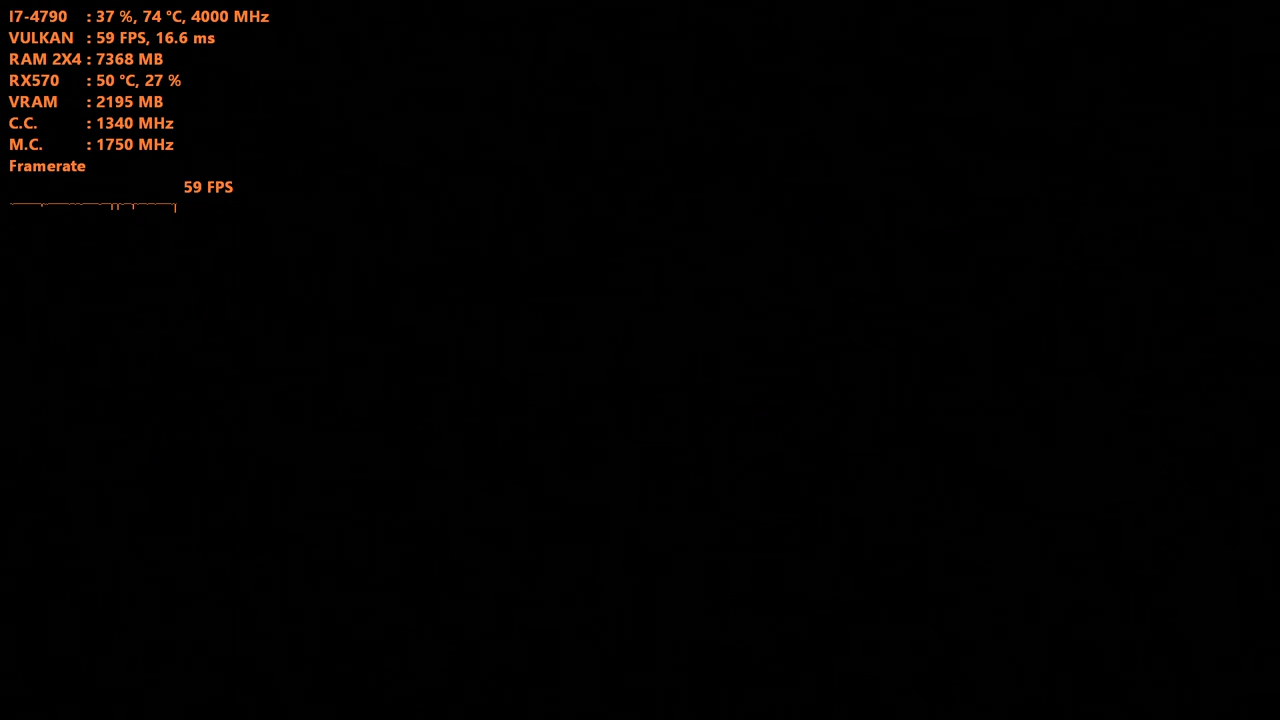 I7-4790 : 37 %, 74 °C, 4000 MHz
VULKAN : 59 FPS, 16.6 ms
RAM 2X4 : 7368 MB
RX570 : 50 °C, 27 %
VRAM : 2195 MB
C.C. : 1340 MHz
M.C. : 1750 MHz
Framerate
59 FPS